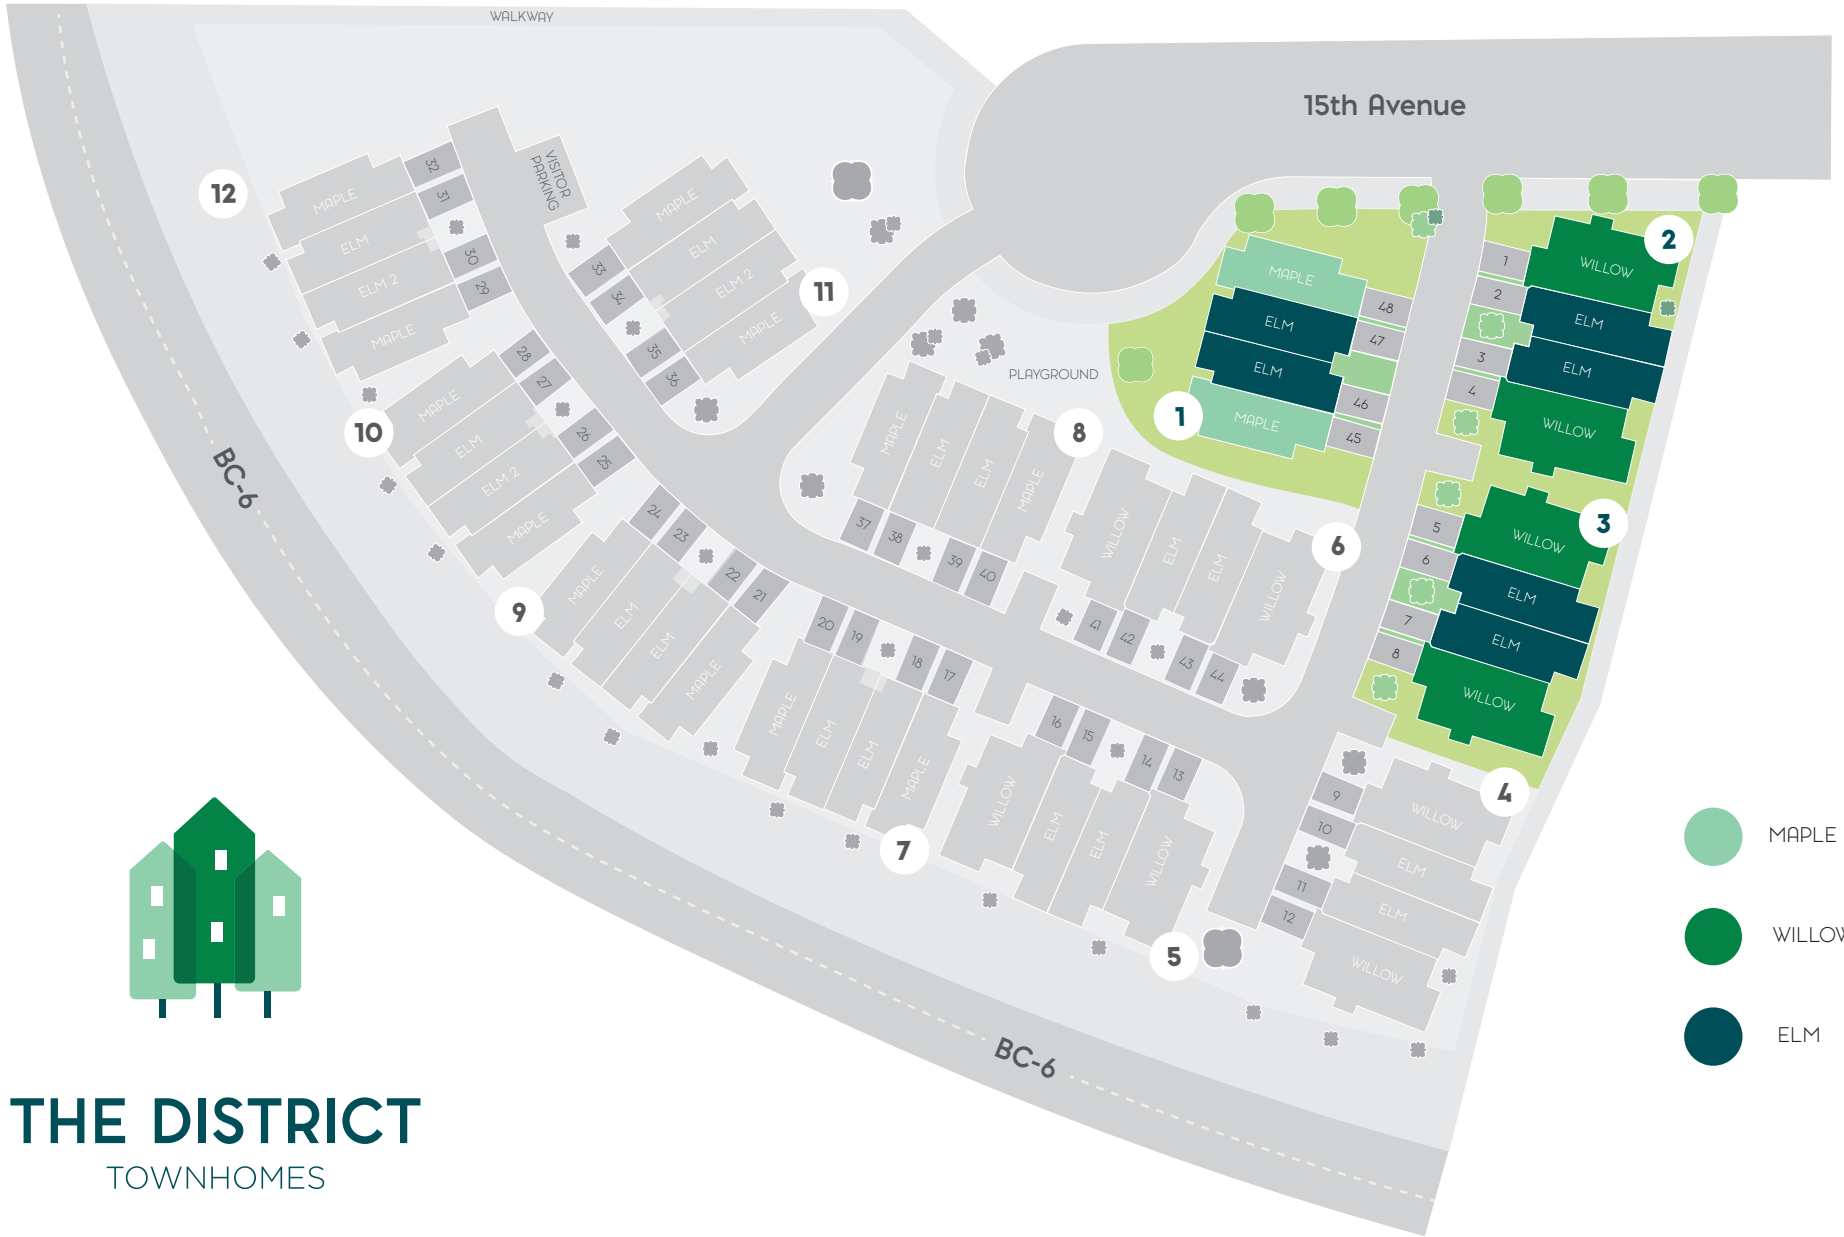 WALKWAY
15th Avenue
VISITOR
PARKING
12
32
31
30
29
MAPLE
ELM
ELM 2
MAPLE
11
33
34
35
36
MAPLE
ELM
ELM 2
MAPLE
10
28
27
26
25
MAPLE
ELM
ELM 2
MAPLE
9
24
23
22
21
MAPLE
ELM
ELM
MAPLE
PLAYGROUND
8
MAPLE
ELM
ELM
MAPLE
37
38
39
40
1
MAPLE
ELM
ELM
MAPLE
48
47
46
45
2
1
2
3
4
WILLOW
ELM
ELM
WILLOW
3
5
6
7
8
WILLOW
ELM
ELM
WILLOW
6
WILLOW
ELM
ELM
WILLOW
41
42
43
44
7
20
19
18
17
MAPLE
ELM
ELM
MAPLE
5
16
15
14
13
WILLOW
ELM
ELM
WILLOW
4
9
10
11
12
WILLOW
ELM
ELM
WILLOW
BC-6
BC-6
MAPLE
WILLOW
ELM
THE DISTRICT
TOWNHOMES